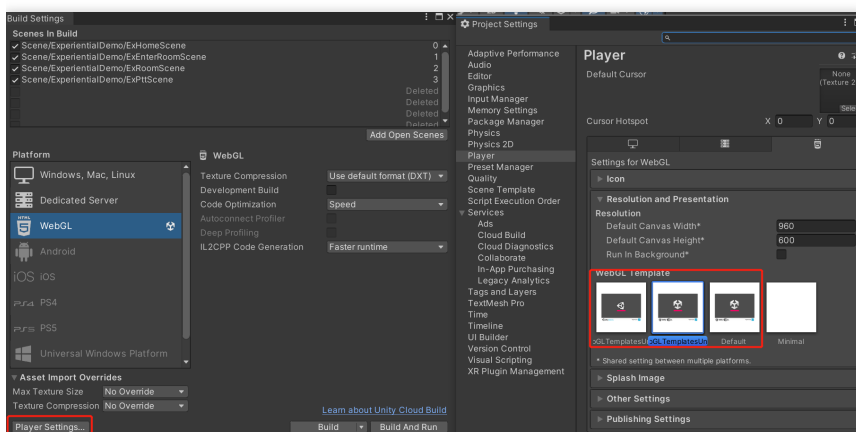 Build Settings
Scenes In Build
Scene/ExperientialDemo/ExHomeScene 0
Scene/ExperientialDemo/ExEnterRoomScene 1
Scene/ExperientialDemo/ExRoomScene 2
Scene/ExperientialDemo/ExPttScene 3
Deleted
Deleted
Deleted
Deleted
Add Open Scenes
Platform
Windows, Mac, Linux
Dedicated Server
WebGL
Android
iOS iOS
PS4
PS5
Universal Windows Platform
WebGL
Texture Compression Use default format (DXT)
Development Build
Code Optimization Speed
Autoconnect Profiler
Deep Profiling
IL2CPP Code Generation Faster runtime
Asset Import Overrides
Max Texture Size No Override
Texture Compression No Override
Learn about Unity Cloud Build
Player Settings...
Build
Build And Run
Project Settings
Adaptive Performance
Audio
Editor
Graphics
Input Manager
Memory Settings
Package Manager
Physics
Physics 2D
Player
Preset Manager
Quality
Scene Template
Script Execution Order
Services
Ads
Cloud Build
Cloud Diagnostics
Collaborate
In-App Purchasing
Legacy Analytics
Tags and Layers
TextMesh Pro
Time
Timeline
UI Builder
Version Control
Visual Scripting
XR Plugin Management
Player
Default Cursor
None
(Texture 2
Sele
Cursor Hotspot X 0 Y 0
Settings for WebGL
Icon
Resolution and Presentation
Resolution
Default Canvas Width* 960
Default Canvas Height* 600
Run In Background*
WebGL Template
GLTemplatesU GLTemplatesUn Default Minimal
* Shared setting between multiple platforms.
Splash Image
Other Settings
Publishing Settings